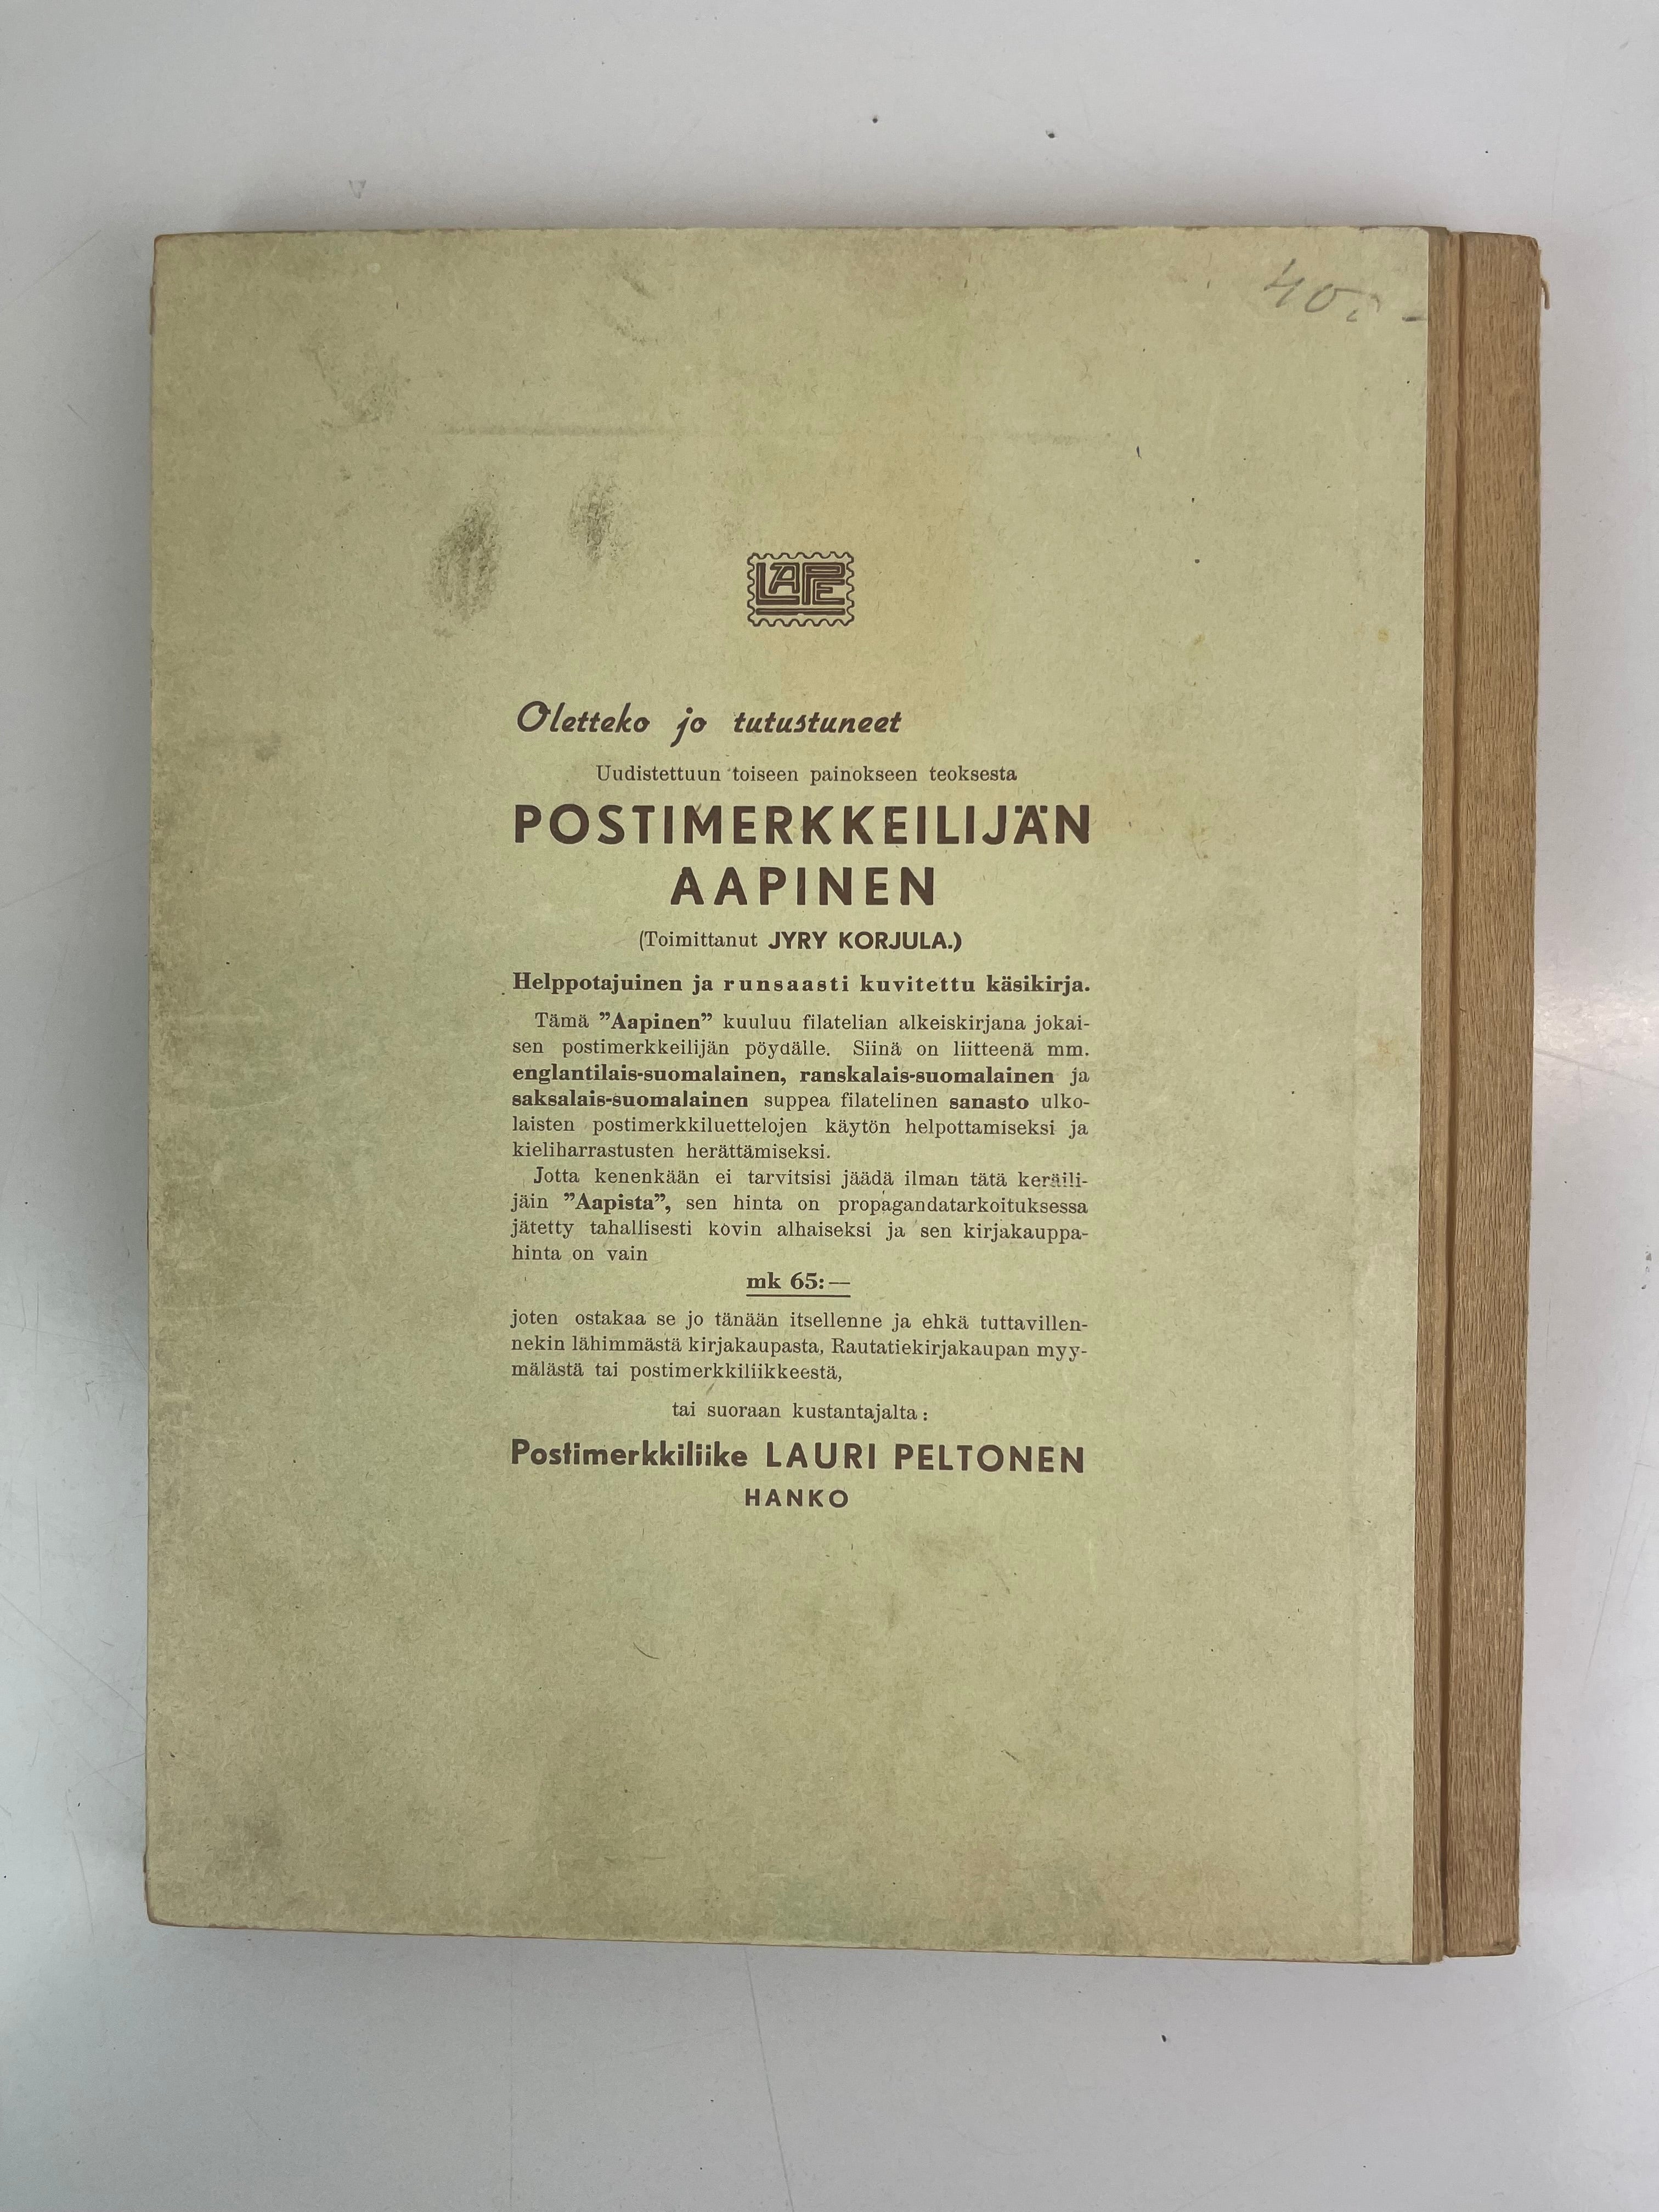 40:-
LAPE
Oletteko jo tutustuneet
Uudistettuun toiseen painokseen teoksesta
POSTIMERKKEILIJÄN
AAPINEN
(Toimittanut JYRY KORJULA.)
Helppotajuinen ja runsaasti kuvitettu käsikirja.
Tämä ”Aapinen” kuuluu filatelian alkeiskirjana jokai-
sen postimerkkeilijän pöydälle. Siinä on liitteenä mm.
englantilais-suomalainen, ranskalais-suomalainen ja
saksalais-suomalainen suppea filatelinen sanasto ulko-
laisten postimerkkiluettelojen käytön helpottamiseksi ja
kieliharrastusten herättämiseksi.
Jotta kenenkään ei tarvitsisi jäädä ilman tätä keräili-
jäin ”Aapista”, sen hinta on propagandatarkoituksessa
jätetty tahallisesti kovin alhaiseksi ja sen kirjakauppa-
hinta on vain
mk 65:—
joten ostakaa se jo tänään itsellenne ja ehkä tuttavillen-
nekin lähimmästä kirjakaupasta, Rautatiekirjakaupan myy-
mälästä tai postimerkkiliikkeestä,
tai suoraan kustantajalta:
Postimerkkiliike LAURI PELTONEN
HANKO